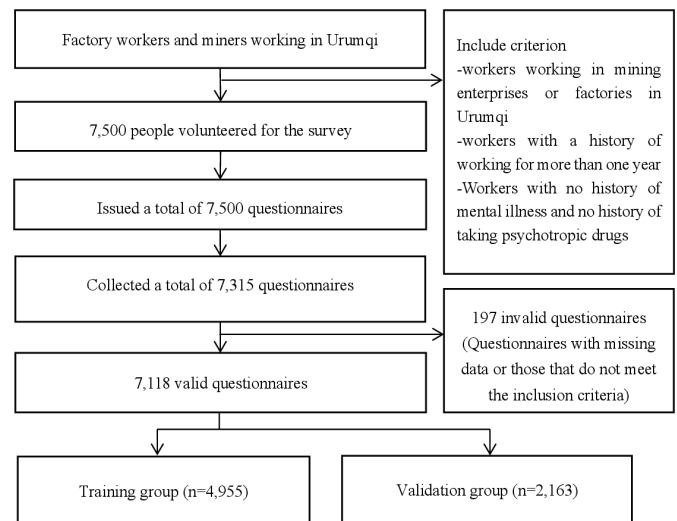 Factory workers and miners working in Urumqi
Include criterion
-workers working in mining
enterprises or factories in
Urumqi
-workers with a history of
working for more than one year
-Workers with no history of
mental illness and no history of
taking psychotropic drugs
7,500 people volunteered for the survey
Issued a total of 7,500 questionnaires
Collected a total of 7,315 questionnaires
197 invalid questionnaires
(Questionnaires with missing
data or those that do not meet
the inclusion criteria)
7,118 valid questionnaires
Training group (n=4,955)
Validation group (n=2,163)